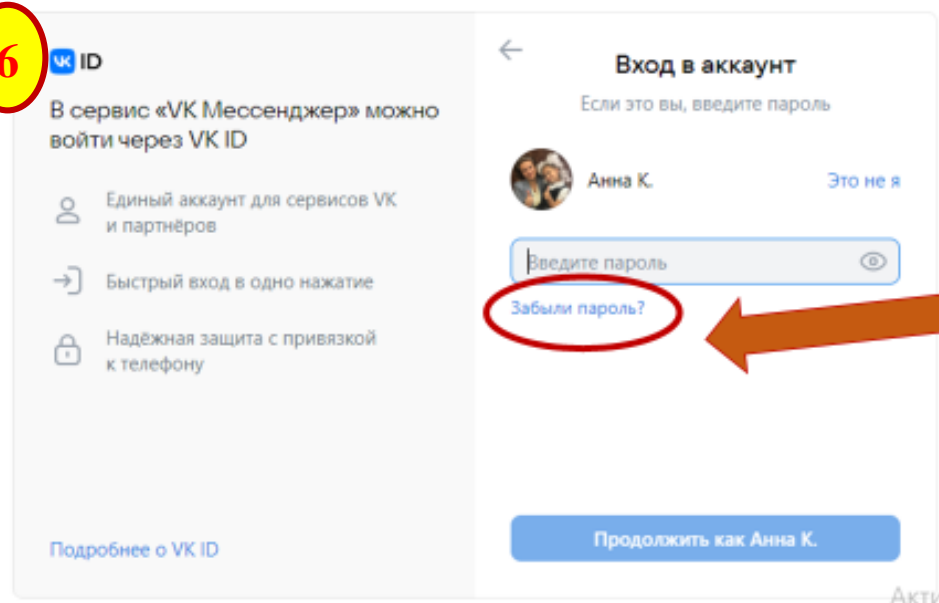 6
VK ID
В сервис «VK Мессенджер» можно
войти через VK ID
Единый аккаунт для сервисов VK
и партнёров
Быстрый вход в одно нажатие
Надёжная защита с привязкой
к телефону
Подробнее о VK ID
Вход в аккаунт
Если это вы, введите пароль
Анна К.
Это не я
Введите пароль
Забыли пароль?
Продолжить как Анна К.